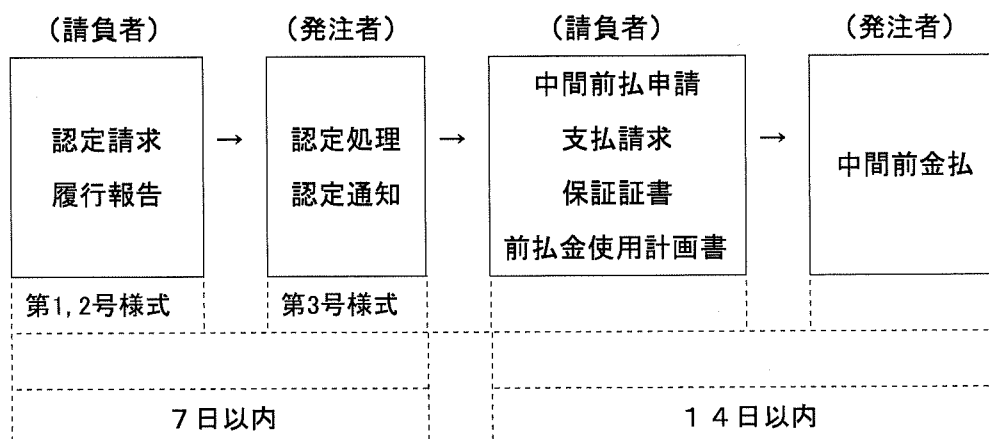 (請負者)
(発注者)
(請負者)
(発注者)
認定請求
履行報告
→
認定処理
認定通知
→
中間前払申請
支払請求
保証証書
前払金使用計画書
→
中間前金払
第1,2号様式
第3号様式
7日以内
14日以内